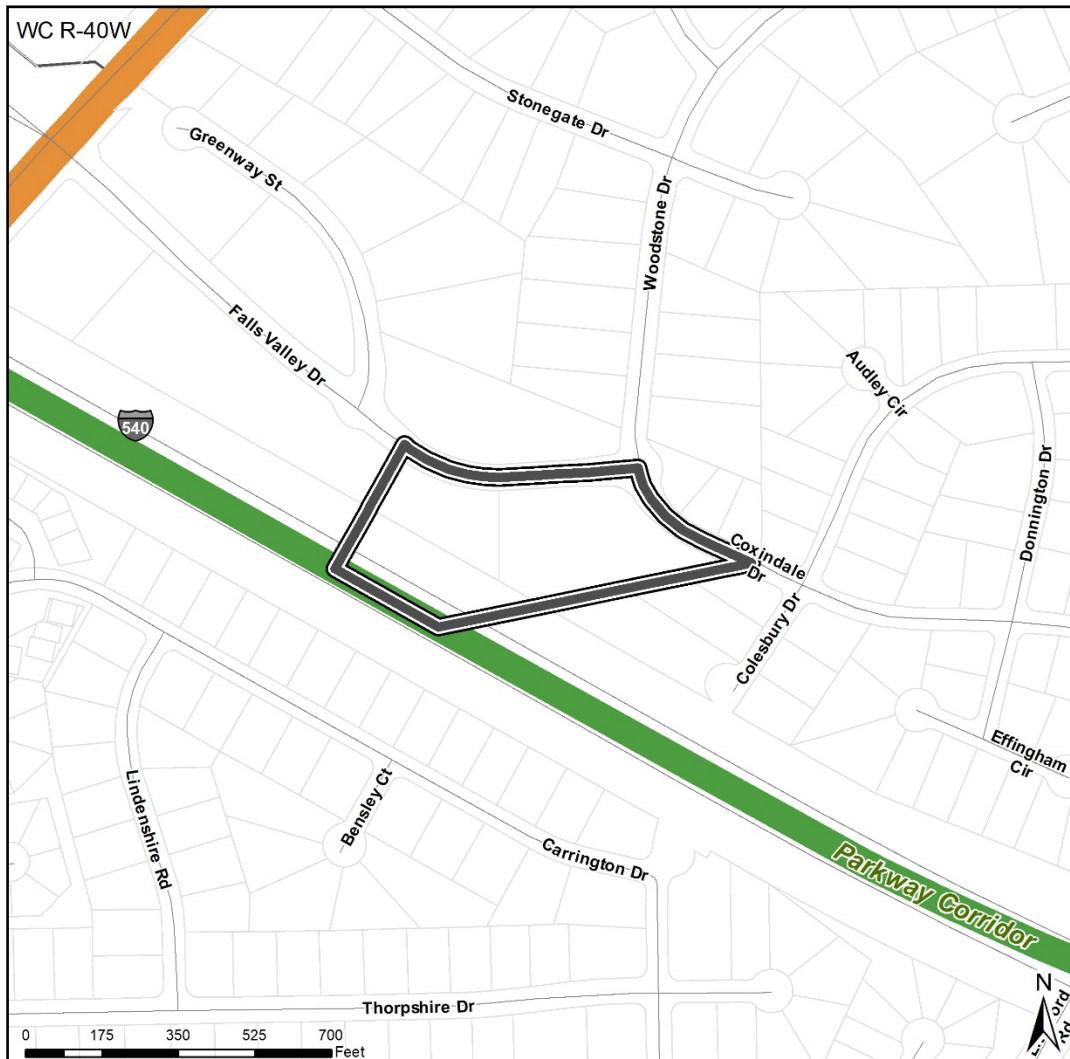 WC R-40W
Stonegate Dr
Greenway St
Woodstone Dr
Falls Valley Dr
Audley Cir
540
Donnington Dr
Coxindale
Dr
Colesbury Dr
Effingham
Cir
Lindenshire Rd
Bensley Ct
Carrington Dr
Parkway Corridor
Thorpshire Dr
N
Rd
0 175 350 525 700
Feet